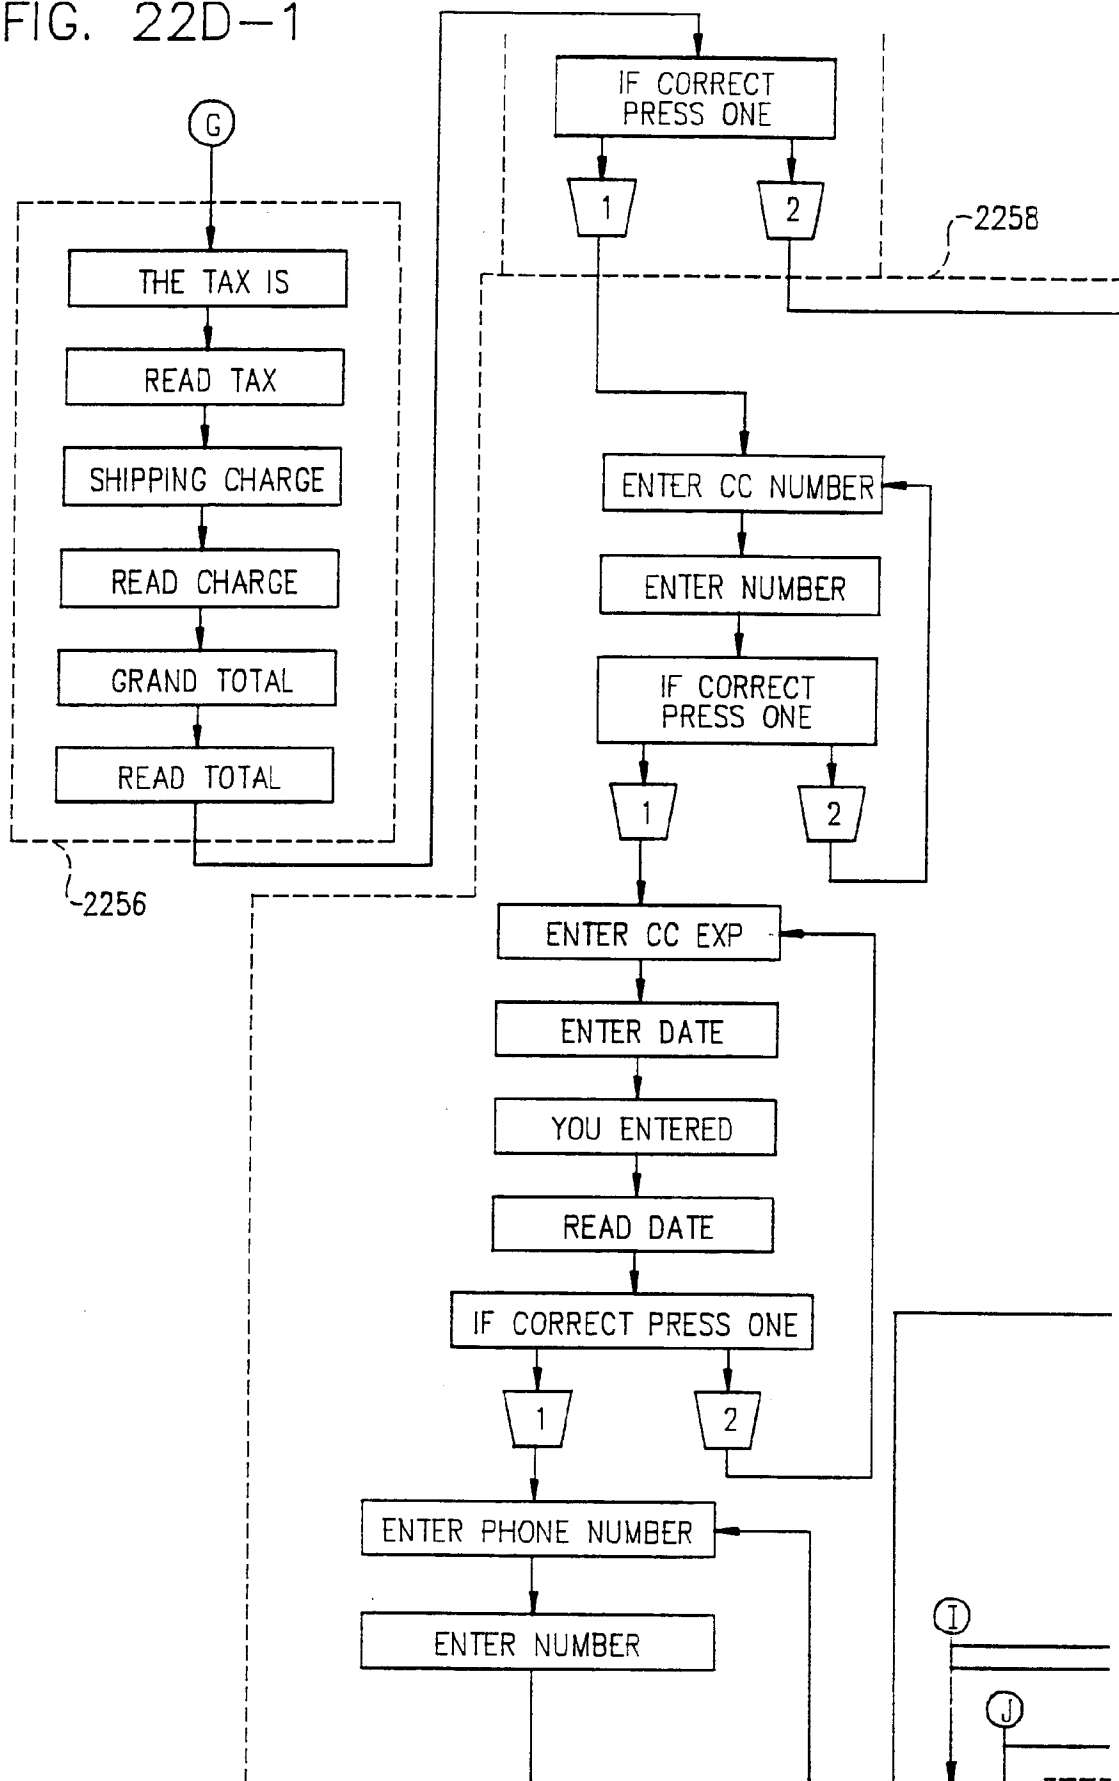 FIG. 22D-1
G
THE TAX IS
READ TAX
SHIPPING CHARGE
READ CHARGE
GRAND TOTAL
READ TOTAL
2256
IF CORRECT
PRESS ONE
1
2
2258
ENTER CC NUMBER
ENTER NUMBER
IF CORRECT
PRESS ONE
1
2
ENTER CC EXP
ENTER DATE
YOU ENTERED
READ DATE
IF CORRECT PRESS ONE
1
2
ENTER PHONE NUMBER
ENTER NUMBER
I
J